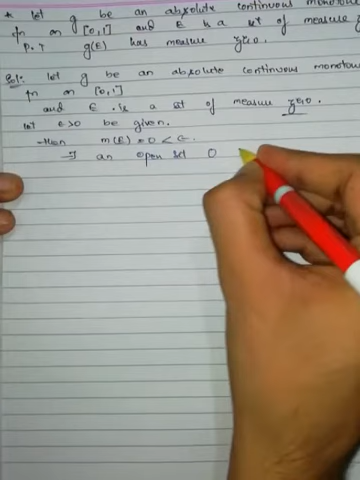 * let g be an absolute continuous monotone
fn on [0,1] and E is a set of measure
P.T g(E) has measure zero.
Sol: let g be an absolute continuous monotone
fn on [0,1]
and E is a set of measure zero.
let ϵ>0 be given.
Then m(E) = 0 < ϵ.
∃ an open set O